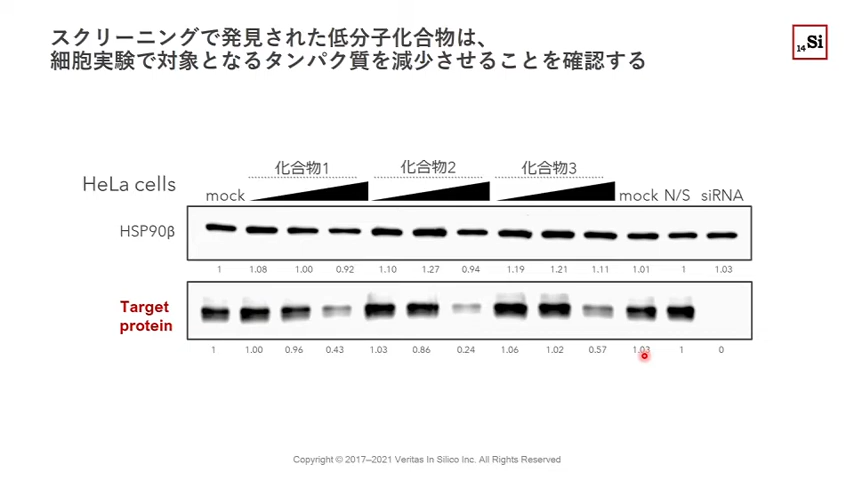 スクリーニングで発見された低分子化合物は、
細胞実験で対象となるタンパク質を減少させることを確認する
14Si
化合物1 化合物2 化合物3
HeLa cells
mock mock N/S siRNA
HSP90β
1 1.08 1.00 0.92 1.10 1.27 0.94 1.19 1.21 1.11 1.01 1 1.03
Target
protein
1 1.00 0.96 0.43 1.03 0.86 0.24 1.06 1.02 0.57 1.03 1 0
Copyright © 2017–2021 Veritas In Silico Inc. All Rights Reserved